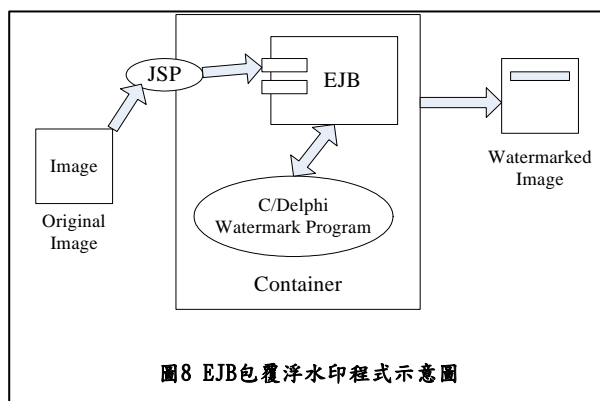 JSP
EJB
Image
Original
Image
C/Delphi
Watermark Program
Container
Watermarked
Image
圖8 EJB包覆浮水印程式示意圖